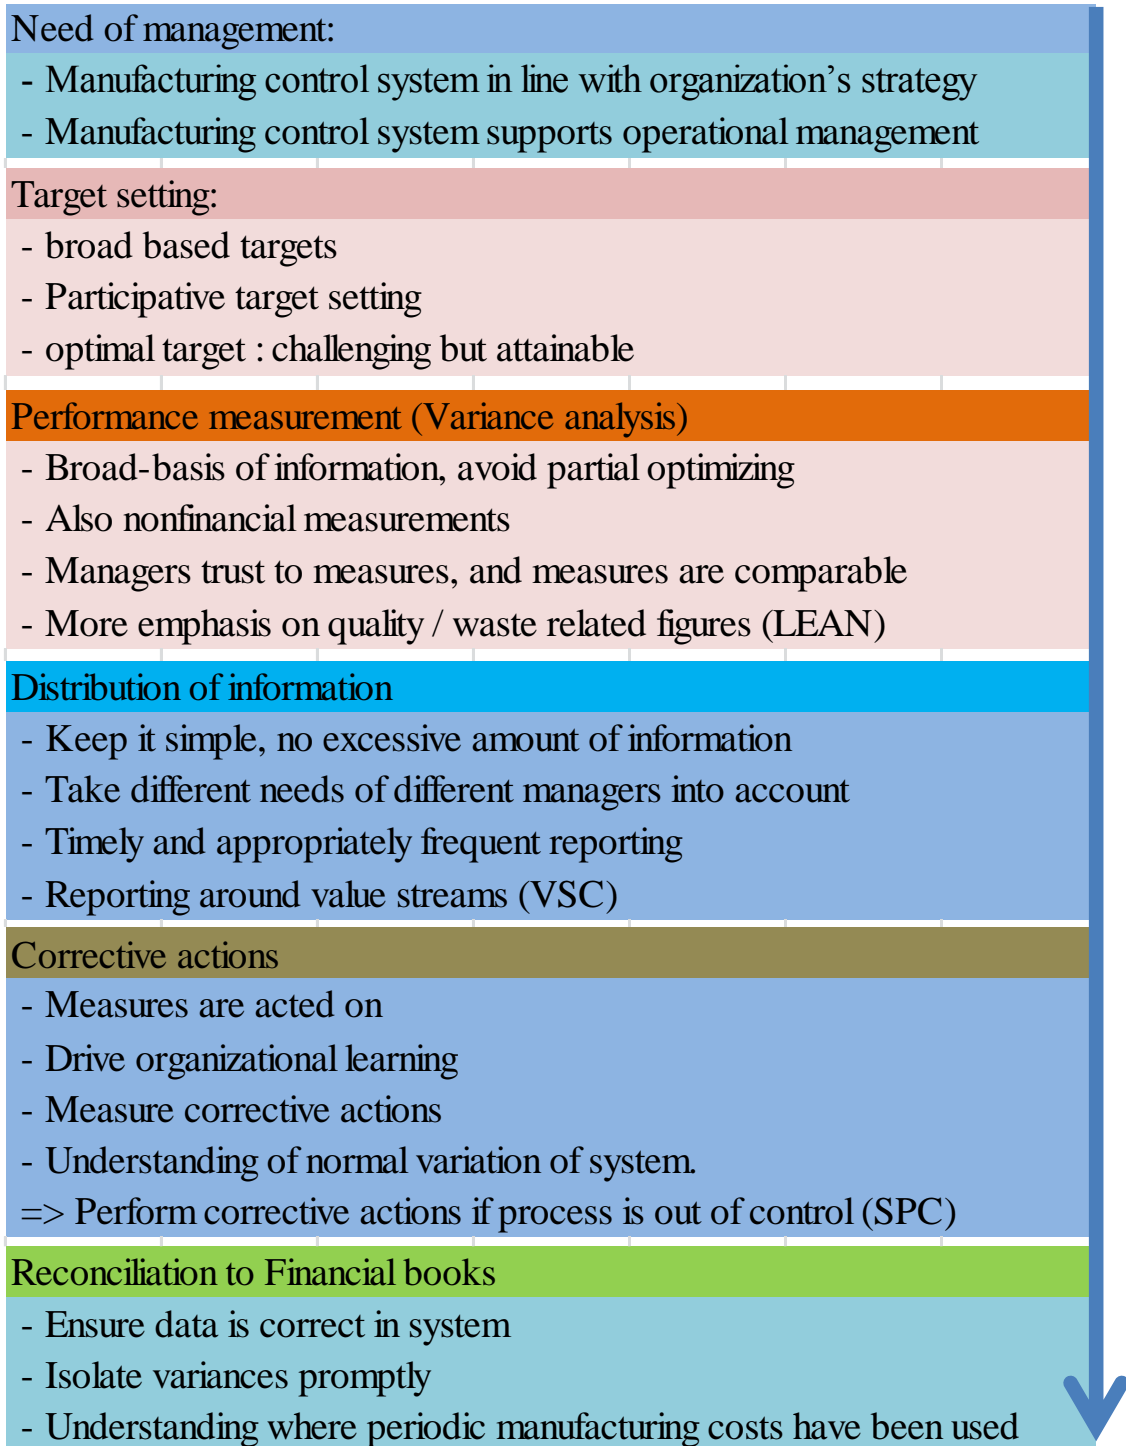 Need of management:
- Manufacturing control system in line with organization’s strategy
- Manufacturing control system supports operational management
Target setting:
- broad based targets
- Participative target setting
- optimal target : challenging but attainable
Performance measurement (Variance analysis)
- Broad-basis of information, avoid partial optimizing
- Also nonfinancial measurements
- Managers trust to measures, and measures are comparable
- More emphasis on quality / waste related figures (LEAN)
Distribution of information
- Keep it simple, no excessive amount of information
- Take different needs of different managers into account
- Timely and appropriately frequent reporting
- Reporting around value streams (VSC)
Corrective actions
- Measures are acted on
- Drive organizational learning
- Measure corrective actions
- Understanding of normal variation of system.
=> Perform corrective actions if process is out of control (SPC)
Reconciliation to Financial books
- Ensure data is correct in system
- Isolate variances promptly
- Understanding where periodic manufacturing costs have been used